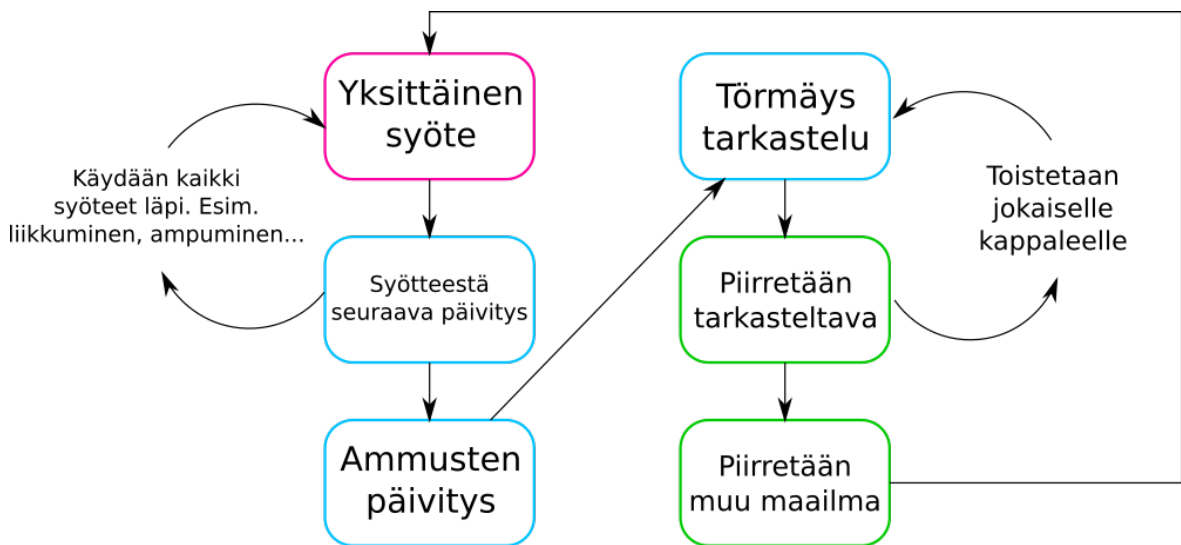 Yksittäinen
syöte
Käydään kaikki
syöteet läpi. Esim.
liikkuminen, ampuminen...
Syötteestä
seuraava päivitys
Ammusten
päivitys
Törmäys
tarkastelu
Toistetaan
jokaiselle
kappaleelle
Piirretään
tarkasteltava
Piirretään
muu maailma